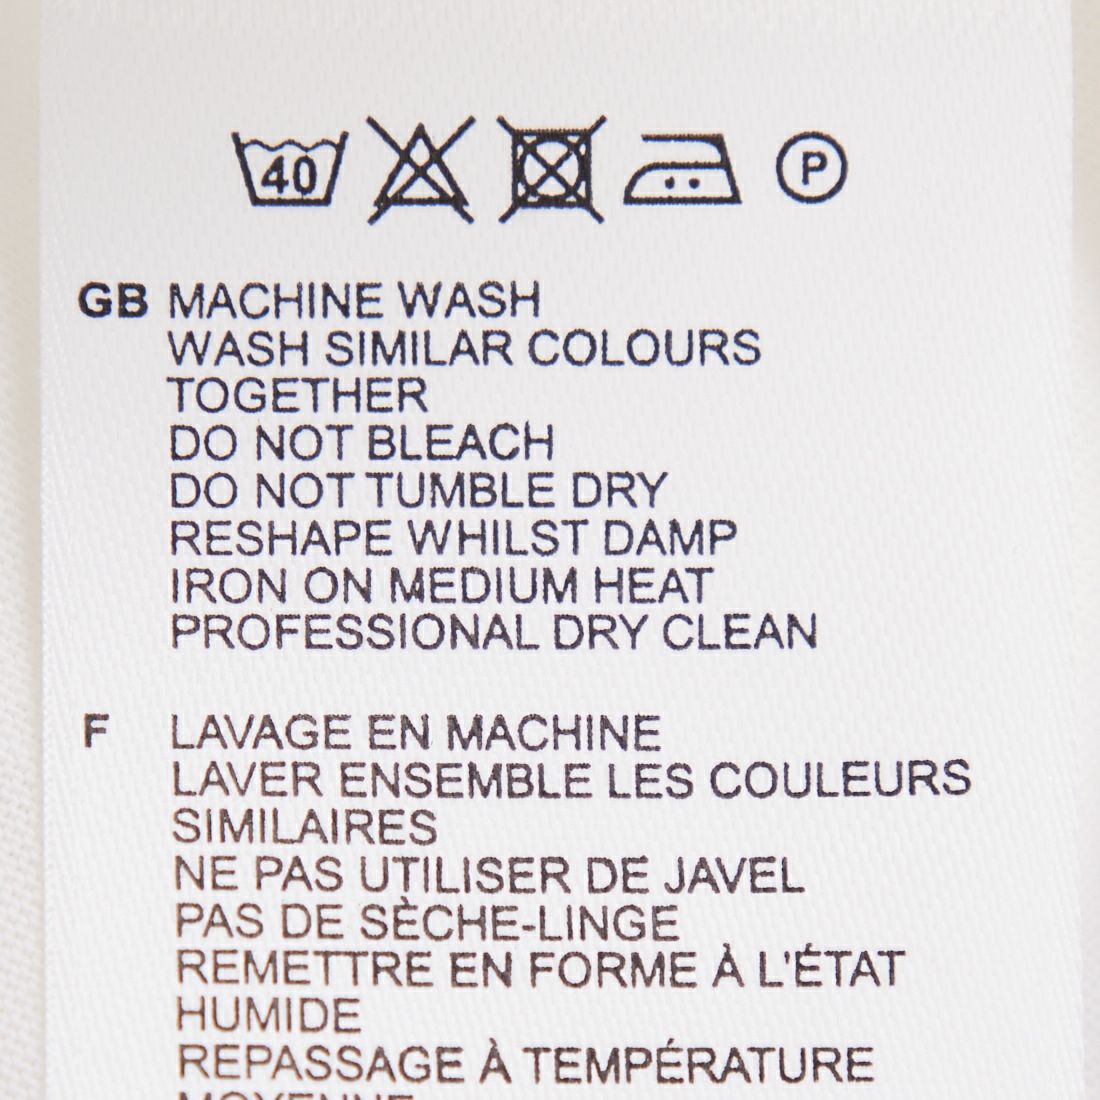 40 P
GB MACHINE WASH
WASH SIMILAR COLOURS
TOGETHER
DO NOT BLEACH
DO NOT TUMBLE DRY
RESHAPE WHILST DAMP
IRON ON MEDIUM HEAT
PROFESSIONAL DRY CLEAN
F LAVAGE EN MACHINE
LAVER ENSEMBLE LES COULEURS
SIMILAIRES
NE PAS UTILISER DE JAVEL
PAS DE SÈCHE-LINGE
REMETTRE EN FORME À L'ÉTAT
HUMIDE
REPASSAGE À TEMPÉRATURE
MOYENNE